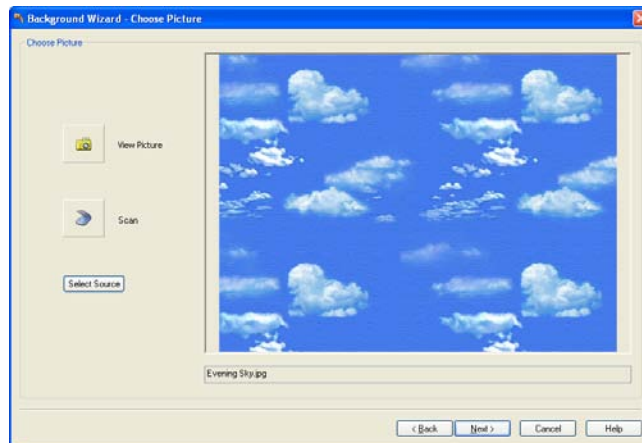 Background Wizard - Choose Picture
Choose Picture
View Picture
Scan
Select Source
Evening Sky.jpg
< Back
Next >
Cancel
Help